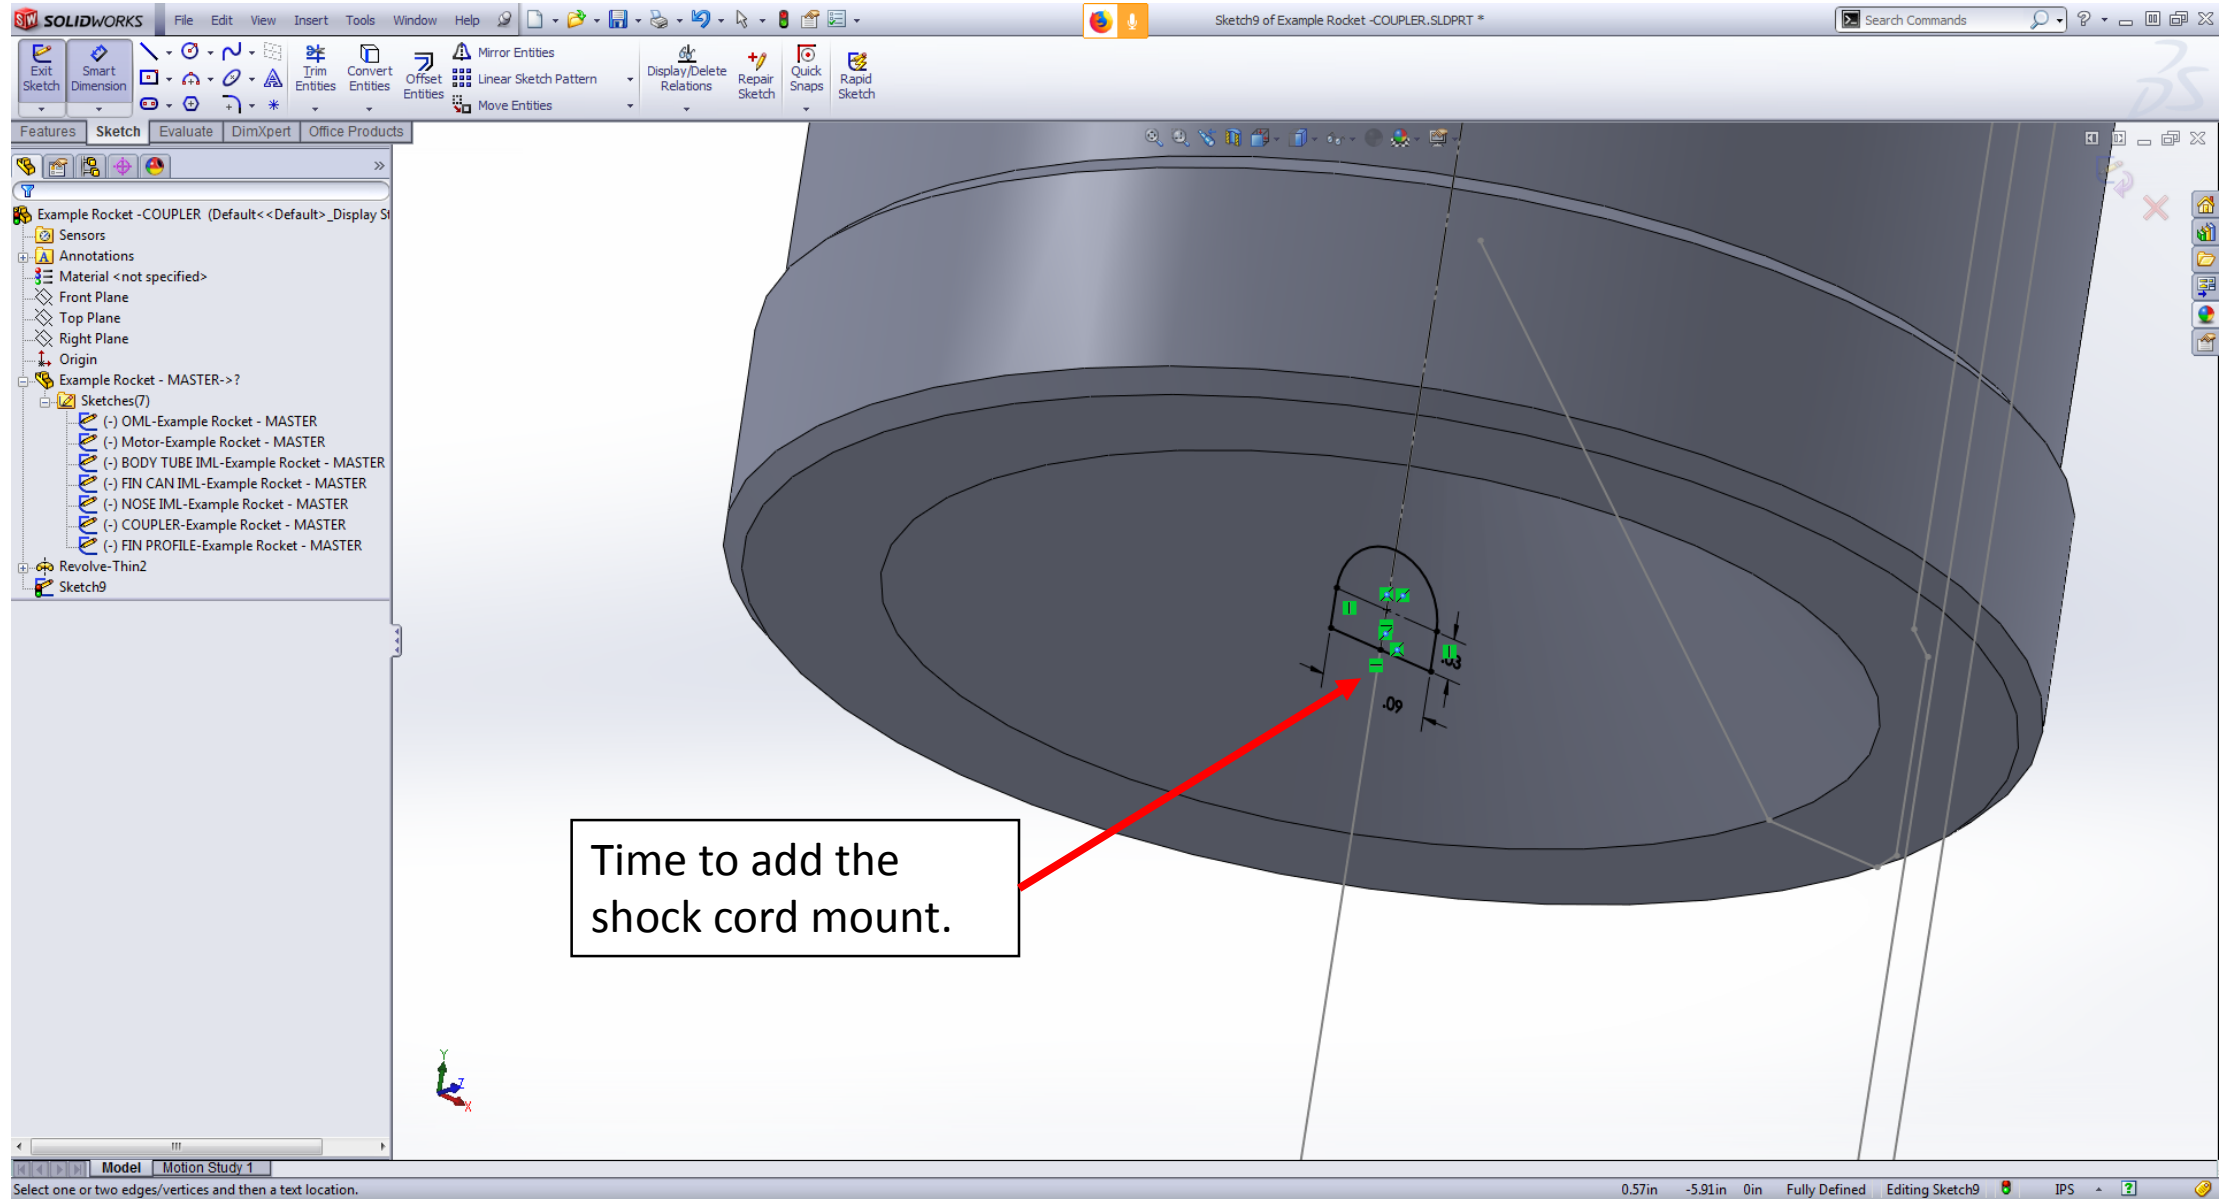 SW SOLIDWORKS File Edit View Insert Tools Window Help Sketch9 of Example Rocket -COUPLER.SLDPRT * Search Commands
Exit Sketch
Smart Dimension
Trim Entities
Convert Entities
Offset Entities
Mirror Entities
Linear Sketch Pattern
Move Entities
Display/Delete Relations
Repair Sketch
Quick Snaps
Rapid Sketch
Features Sketch Evaluate DimXpert Office Products
Example Rocket -COUPLER (Default<<Default>_Display St
Sensors
Annotations
Material <not specified>
Front Plane
Top Plane
Right Plane
Origin
Example Rocket - MASTER->?
Sketches(7)
(-) OML-Example Rocket - MASTER
(-) Motor-Example Rocket - MASTER
(-) BODY TUBE IML-Example Rocket - MASTER
(-) FIN CAN IML-Example Rocket - MASTER
(-) NOSE IML-Example Rocket - MASTER
(-) COUPLER-Example Rocket - MASTER
(-) FIN PROFILE-Example Rocket - MASTER
Revolve-Thin2
Sketch9
.03
.09
Time to add the
shock cord mount.
Y
Z
X
Model Motion Study 1
Select one or two edges/vertices and then a text location. 0.57in -5.91in 0in Fully Defined Editing Sketch9 IPS